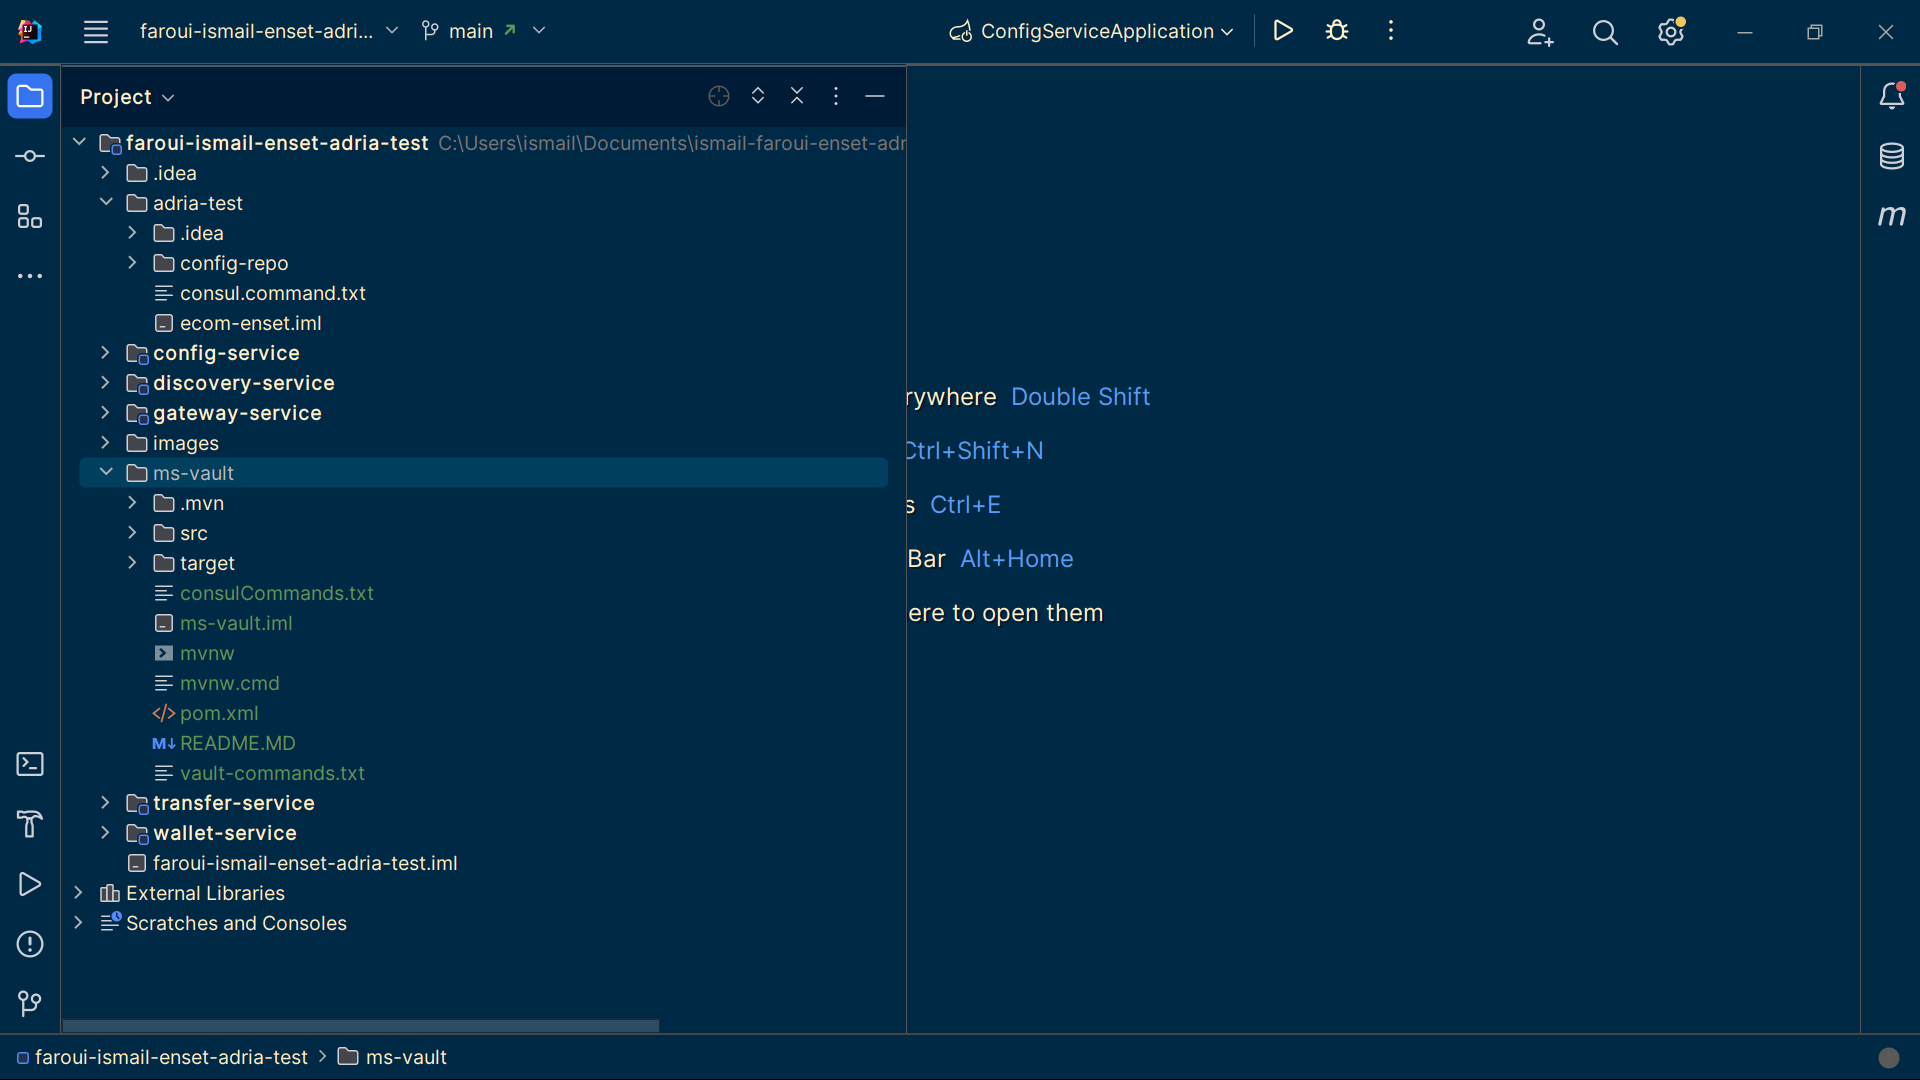 faroui-ismail-enset-adri... main ConfigServiceApplication
Project
faroui-ismail-enset-adria-test C:\Users\ismail\Documents\ismail-faroui-enset-adr
.idea
adria-test
.idea
config-repo
consul.command.txt
ecom-enset.iml
config-service
discovery-service
gateway-service
images
ms-vault
.mvn
src
target
consulCommands.txt
ms-vault.iml
mvnw
mvnw.cmd
pom.xml
README.MD
vault-commands.txt
transfer-service
wallet-service
faroui-ismail-enset-adria-test.iml
External Libraries
Scratches and Consoles
rywhere Double Shift
Ctrl+Shift+N
s Ctrl+E
Bar Alt+Home
ere to open them
m
faroui-ismail-enset-adria-test > ms-vault